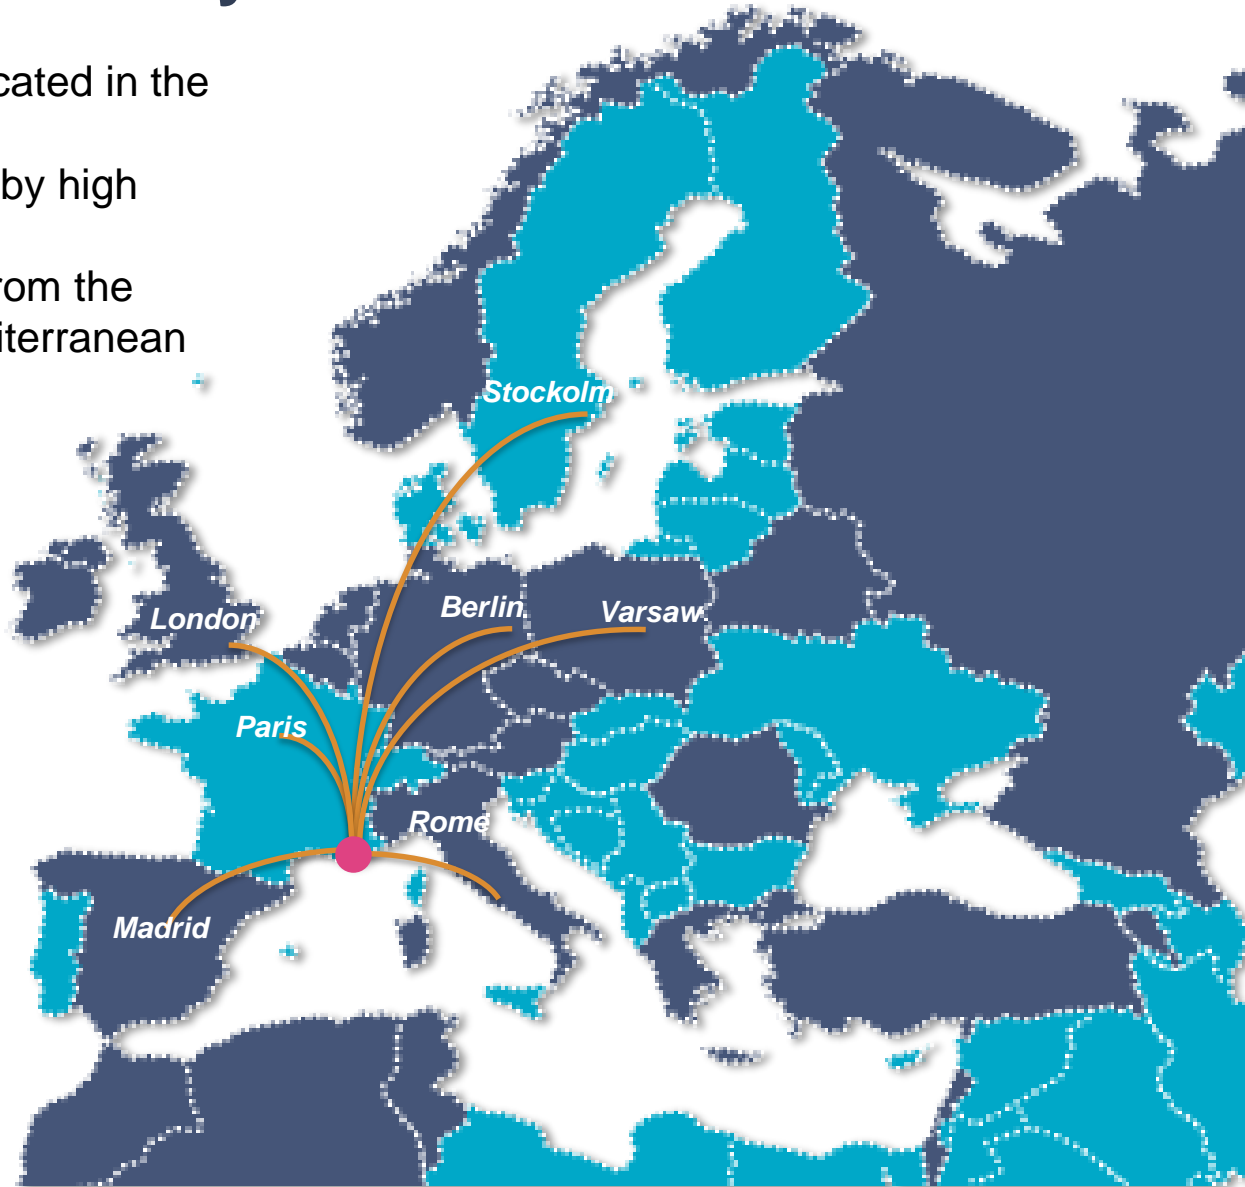 cated in the
by high
rom the
iterranean
Stockolm
London
Berlin
Varsaw
Paris
Rome
Madrid